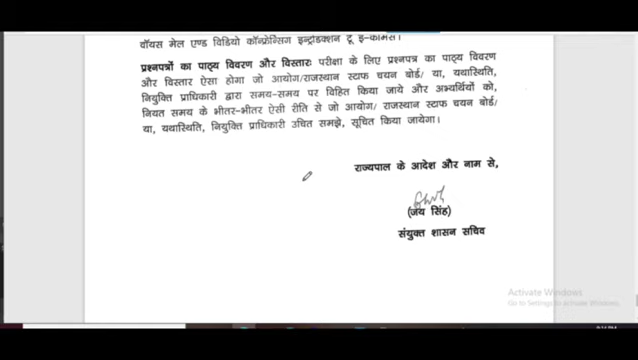 वॉयस मेल एण्ड विडियो कॉन्फ्रेन्सिंग इन्ट्रोडक्शन टू इ-कॉमर्स।
प्रश्नपत्रों का पाठ्य विवरण और विस्तारः परीक्षा के लिए प्रश्नपत्र का पाठ्य विवरण
और विस्तार ऐसा होगा जो आयोग/राजस्थान स्टाफ चयन बोर्ड/ या, यथास्थिति,
नियुक्ति प्राधिकारी द्वारा समय-समय पर विहित किया जाये और अभ्यर्थियों को,
नियत समय के भीतर-भीतर ऐसी रीति से जो आयोग/ राजस्थान स्टाफ चयन बोर्ड/
या, यथास्थिति, नियुक्ति प्राधिकारी उचित समझे, सूचित किया जायेगा।
राज्यपाल के आदेश और नाम से,
(जय सिंह)
संयुक्त शासन सचिव
Activate Windows
Go to Settings to Activate Windows.